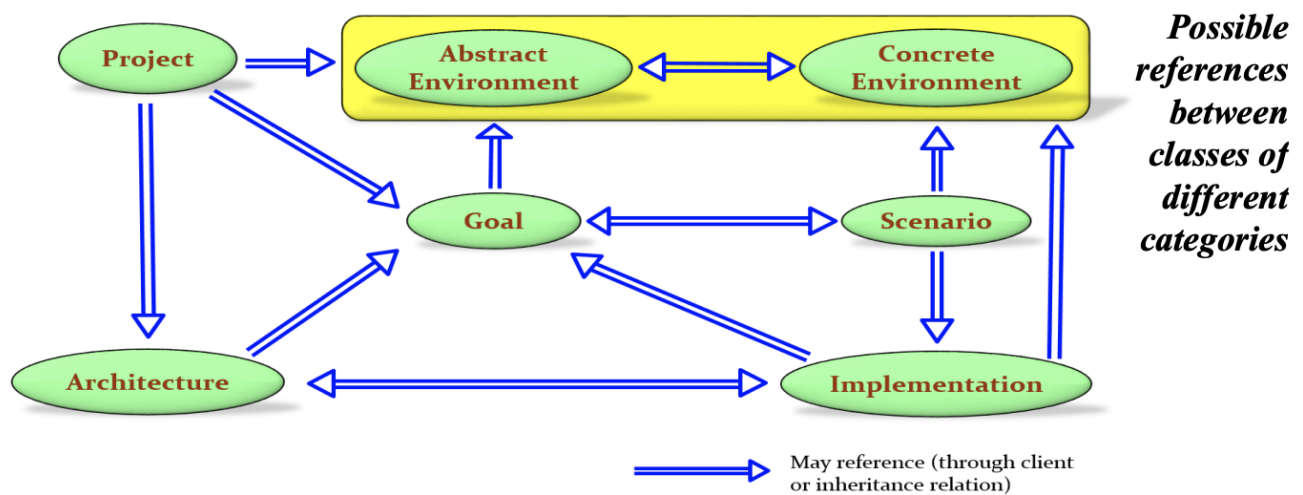 Project
Abstract
Environment
Concrete
Environment
Possible
references
between
classes of
different
categories
Goal
Scenario
Architecture
Implementation
May reference (through client
or inheritance relation)